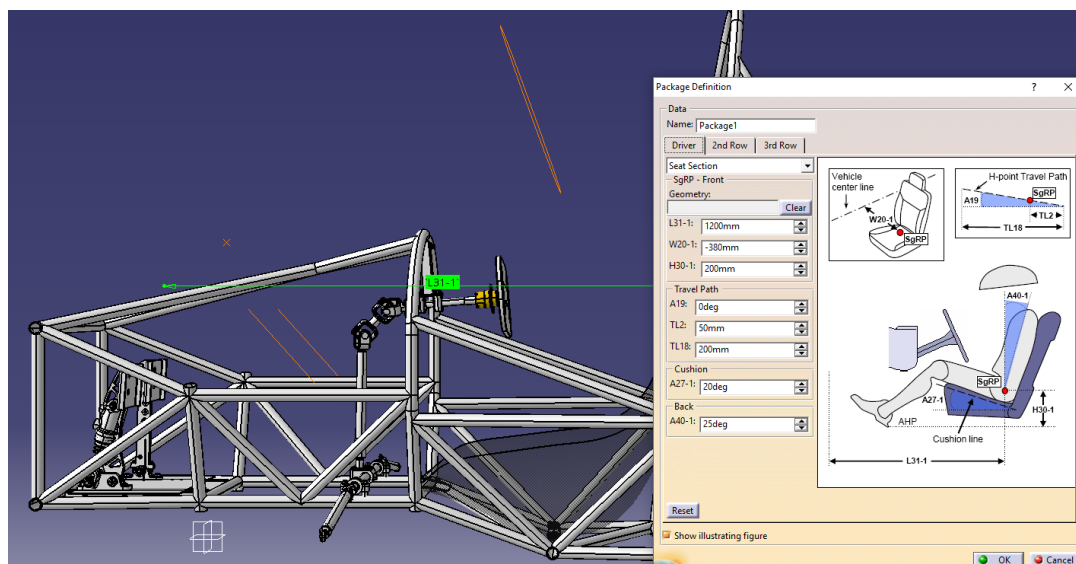 L31-1
Package Definition
? X
Data
Name: Package1
Driver 2nd Row 3rd Row
Seat Section
SgRP - Front
Geometry:
Clear
L31-1: 1200mm
W20-1: -380mm
H30-1: 200mm
Travel Path
A19: 0deg
TL2: 50mm
TL18: 200mm
Cushion
A27-1: 20deg
Back
A40-1: 25deg
Reset
Show illustrating figure
OK Cancel
Vehicle
center line
W20-1
SgRP
H-point Travel Path
SgRP
A19
TL2
TL18
A40-1
SgRP
A27-1
H30-1
AHP
Cushion line
L31-1